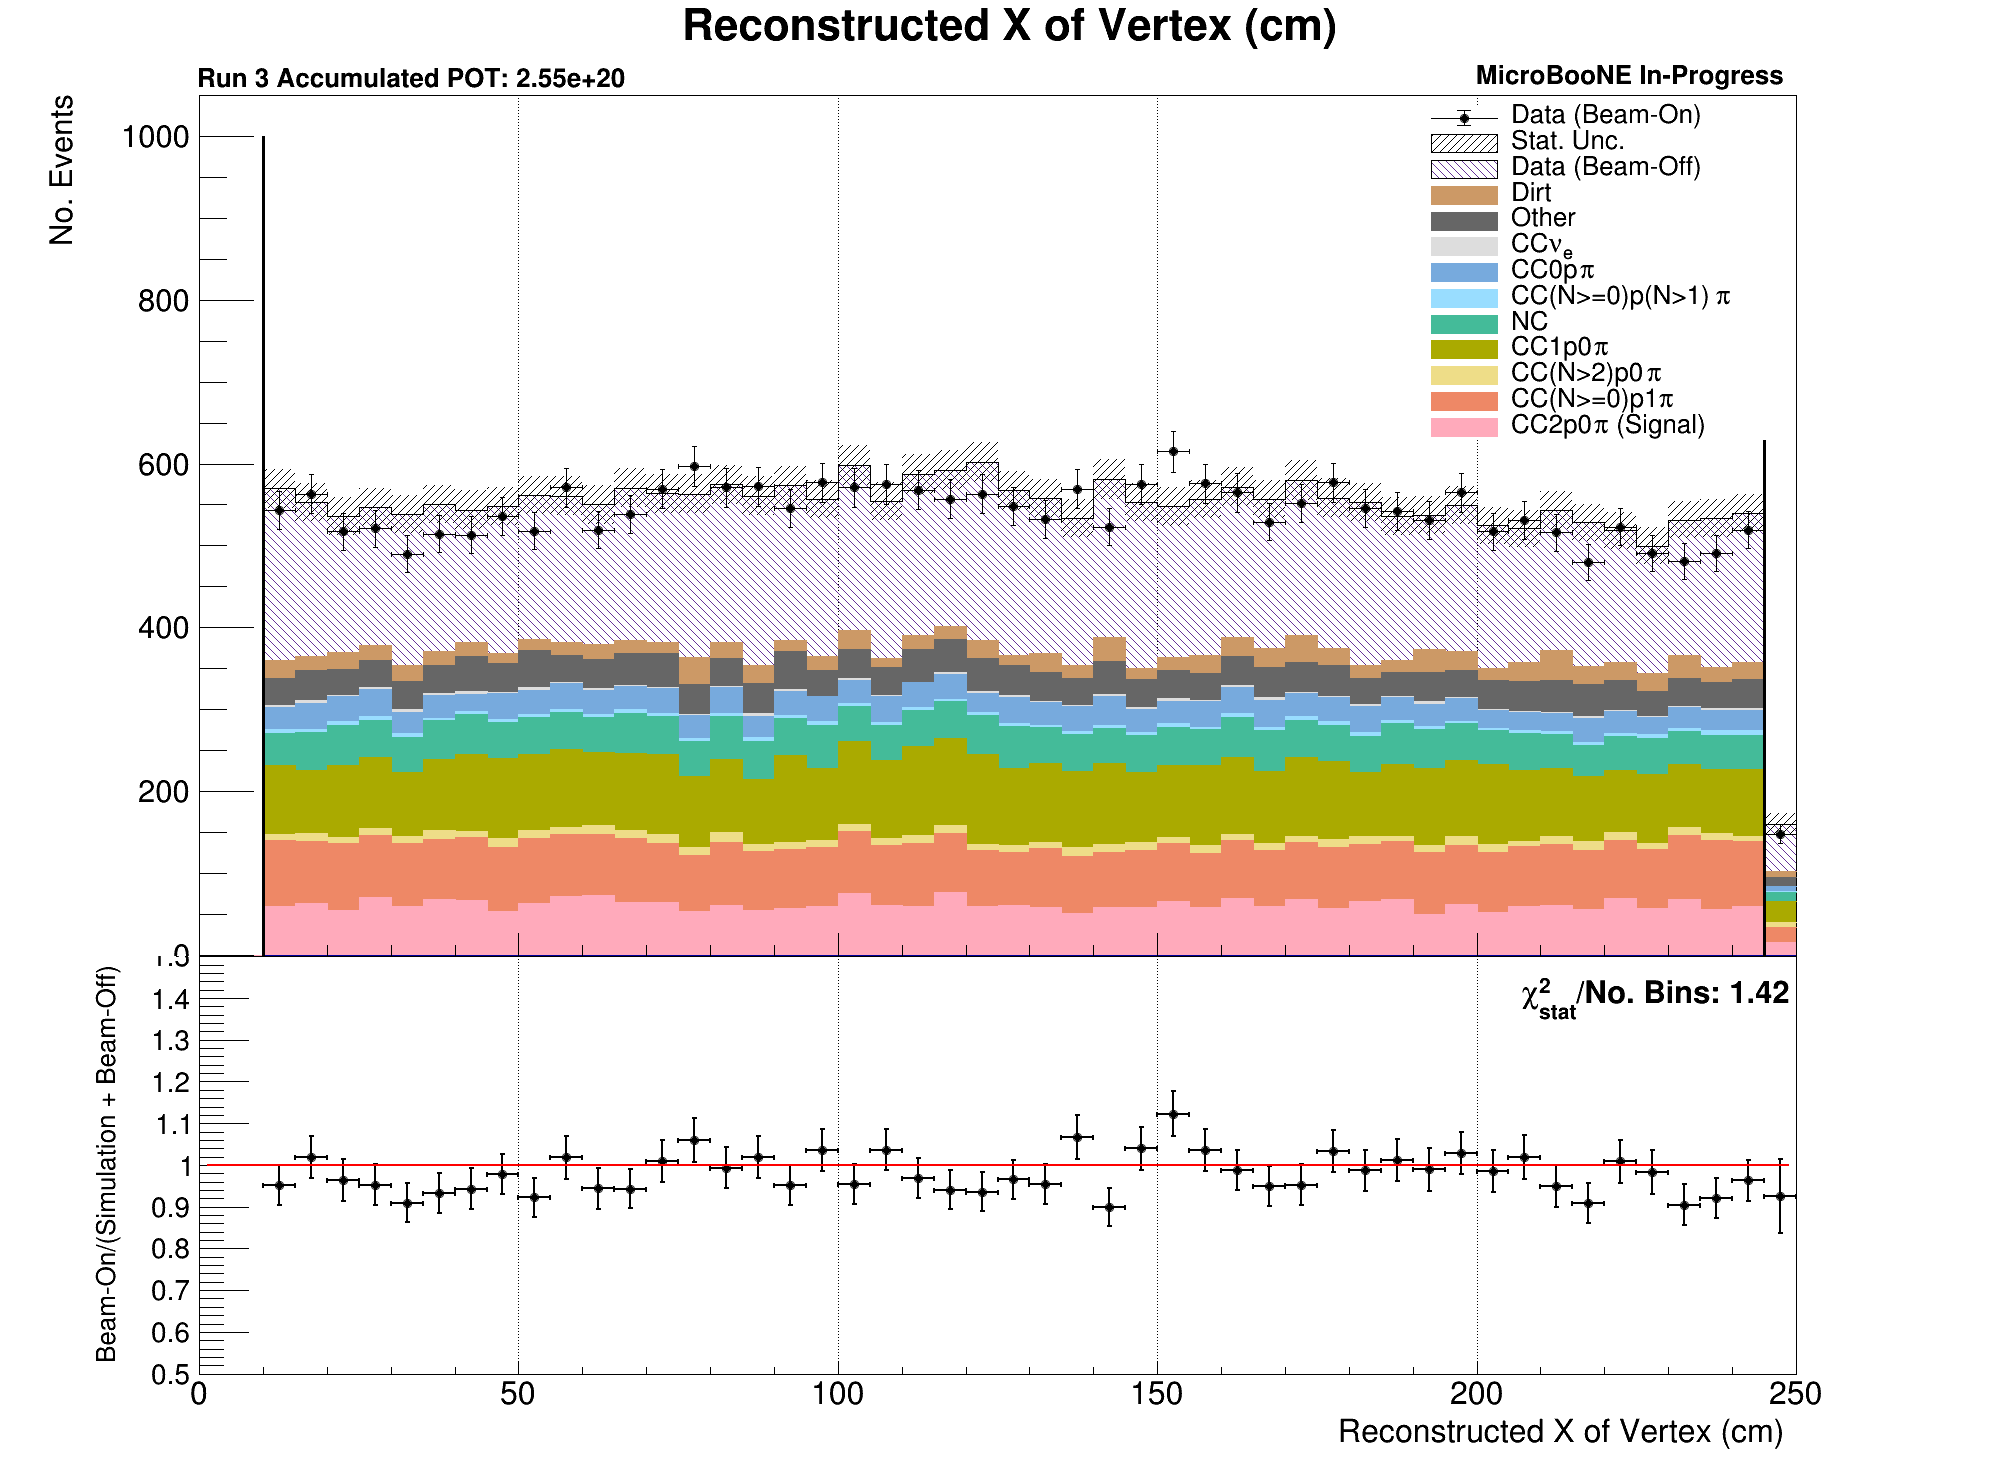 Reconstructed X of Vertex (cm)
Run 3 Accumulated POT: 2.55e+20
MicroBooNE In-Progress
No. Events
1000
800
600
400
200
0
Data (Beam-On)
Stat. Unc.
Data (Beam-Off)
Dirt
Other
CCνe
CC0pπ
CC(N>=0)p(N>1) π
NC
CC1p0π
CC(N>2)p0π
CC(N>=0)p1π
CC2p0π (Signal)
Beam-On/(Simulation + Beam-Off)
χ²stat/No. Bins: 1.42
1.5
1.4
1.3
1.2
1.1
1
0.9
0.8
0.7
0.6
0.5
0 50 100 150 200 250
Reconstructed X of Vertex (cm)